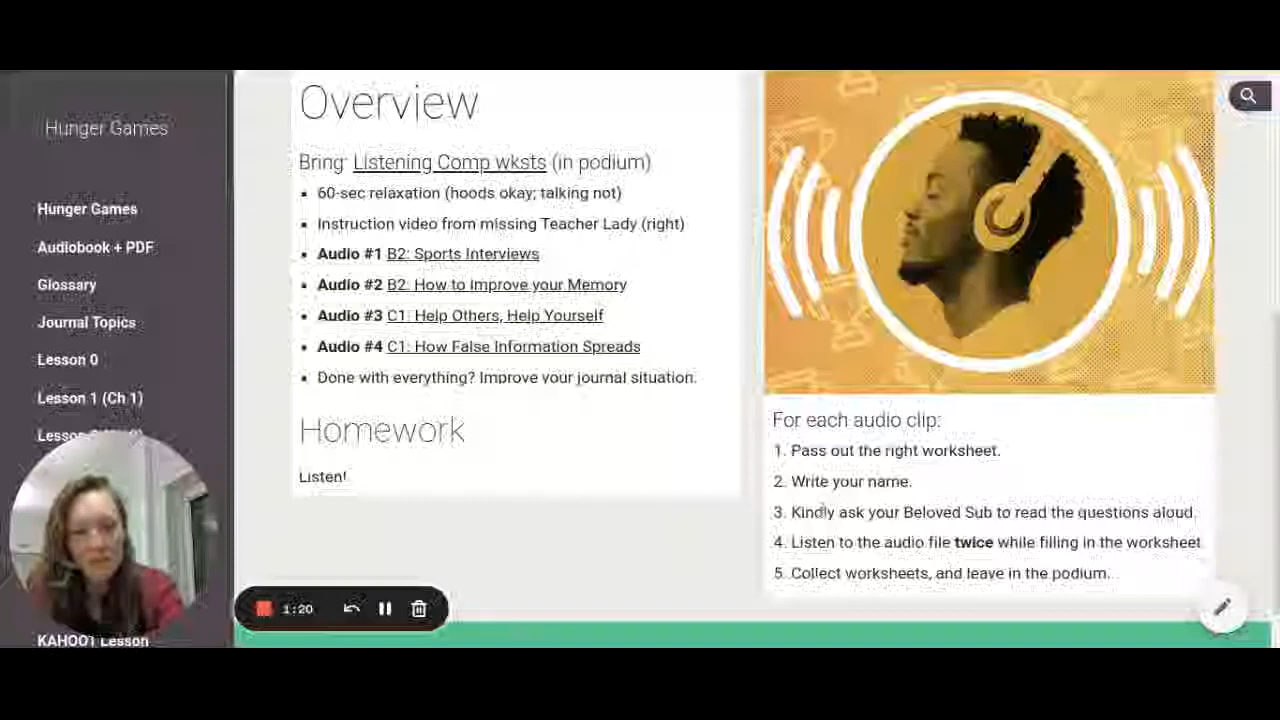 Hunger Games
Hunger Games
Audiobook + PDF
Glossary
Journal Topics
Lesson 0
Lesson 1 (Ch 1)
Lesson
KAHOOT Lesson
Overview
Bring: Listening Comp wksts (in podium)
60-sec relaxation (hoods okay; talking not)
Instruction video from missing Teacher Lady (right)
Audio #1 B2: Sports Interviews
Audio #2 B2: How to improve your Memory
Audio #3 C1: Help Others, Help Yourself
Audio #4 C1: How False Information Spreads
Done with everything? Improve your journal situation.
Homework
Listen!
1:20
For each audio clip:
1. Pass out the right worksheet.
2. Write your name.
3. Kindly ask your Beloved Sub to read the questions aloud.
4. Listen to the audio file twice while filling in the worksheet
5. Collect worksheets, and leave in the podium.